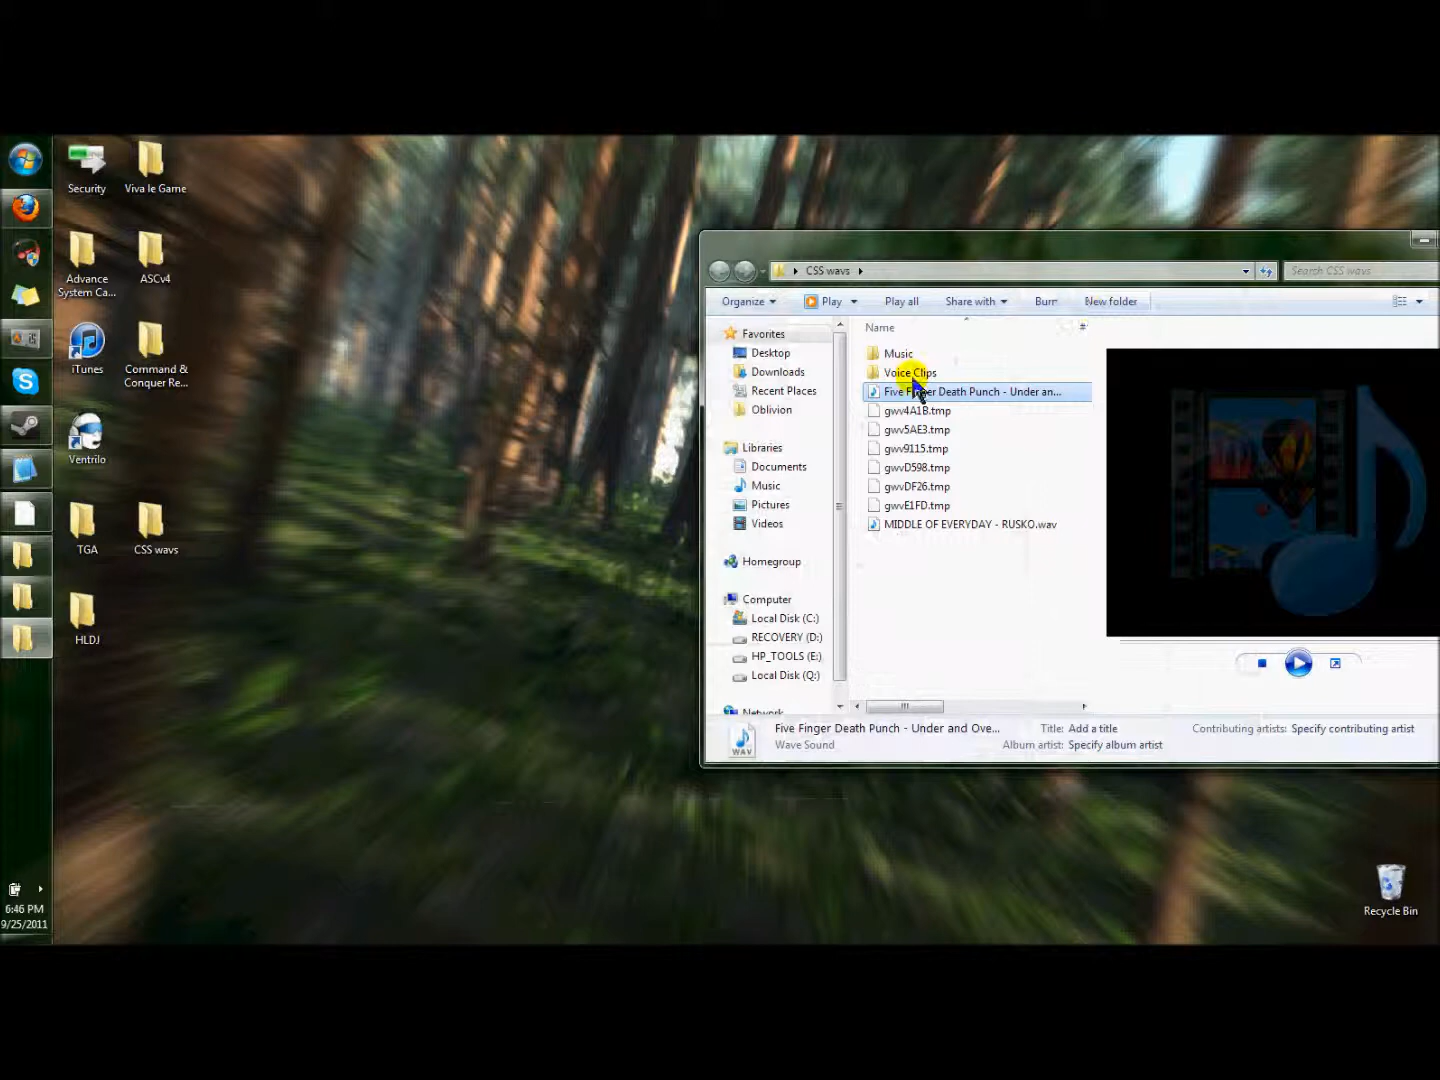 Security
Viva le Game
Advance
System Ca...
ASCv4
iTunes
Command &
Conquer Re...
Ventrilo
TGA
CSS wavs
HLDJ
6:46 PM
9/25/2011
CSS wavs
Search CSS wavs
Organize
Play
Play all
Share with
Burn
New folder
Favorites
Desktop
Downloads
Recent Places
Oblivion
Libraries
Documents
Music
Pictures
Videos
Homegroup
Computer
Local Disk (C:)
RECOVERY (D:)
HP_TOOLS (E:)
Local Disk (Q:)
Network
Name
#
Music
Voice Clips
Five Finger Death Punch - Under an...
gwv4A1B.tmp
gwv5AE3.tmp
gwv9115.tmp
gwvD598.tmp
gwvDF26.tmp
gwvE1FD.tmp
MIDDLE OF EVERYDAY - RUSKO.wav
WAV
Five Finger Death Punch - Under and Ove...
Wave Sound
Title: Add a title
Album artist: Specify album artist
Contributing artists: Specify contributing artist
Recycle Bin